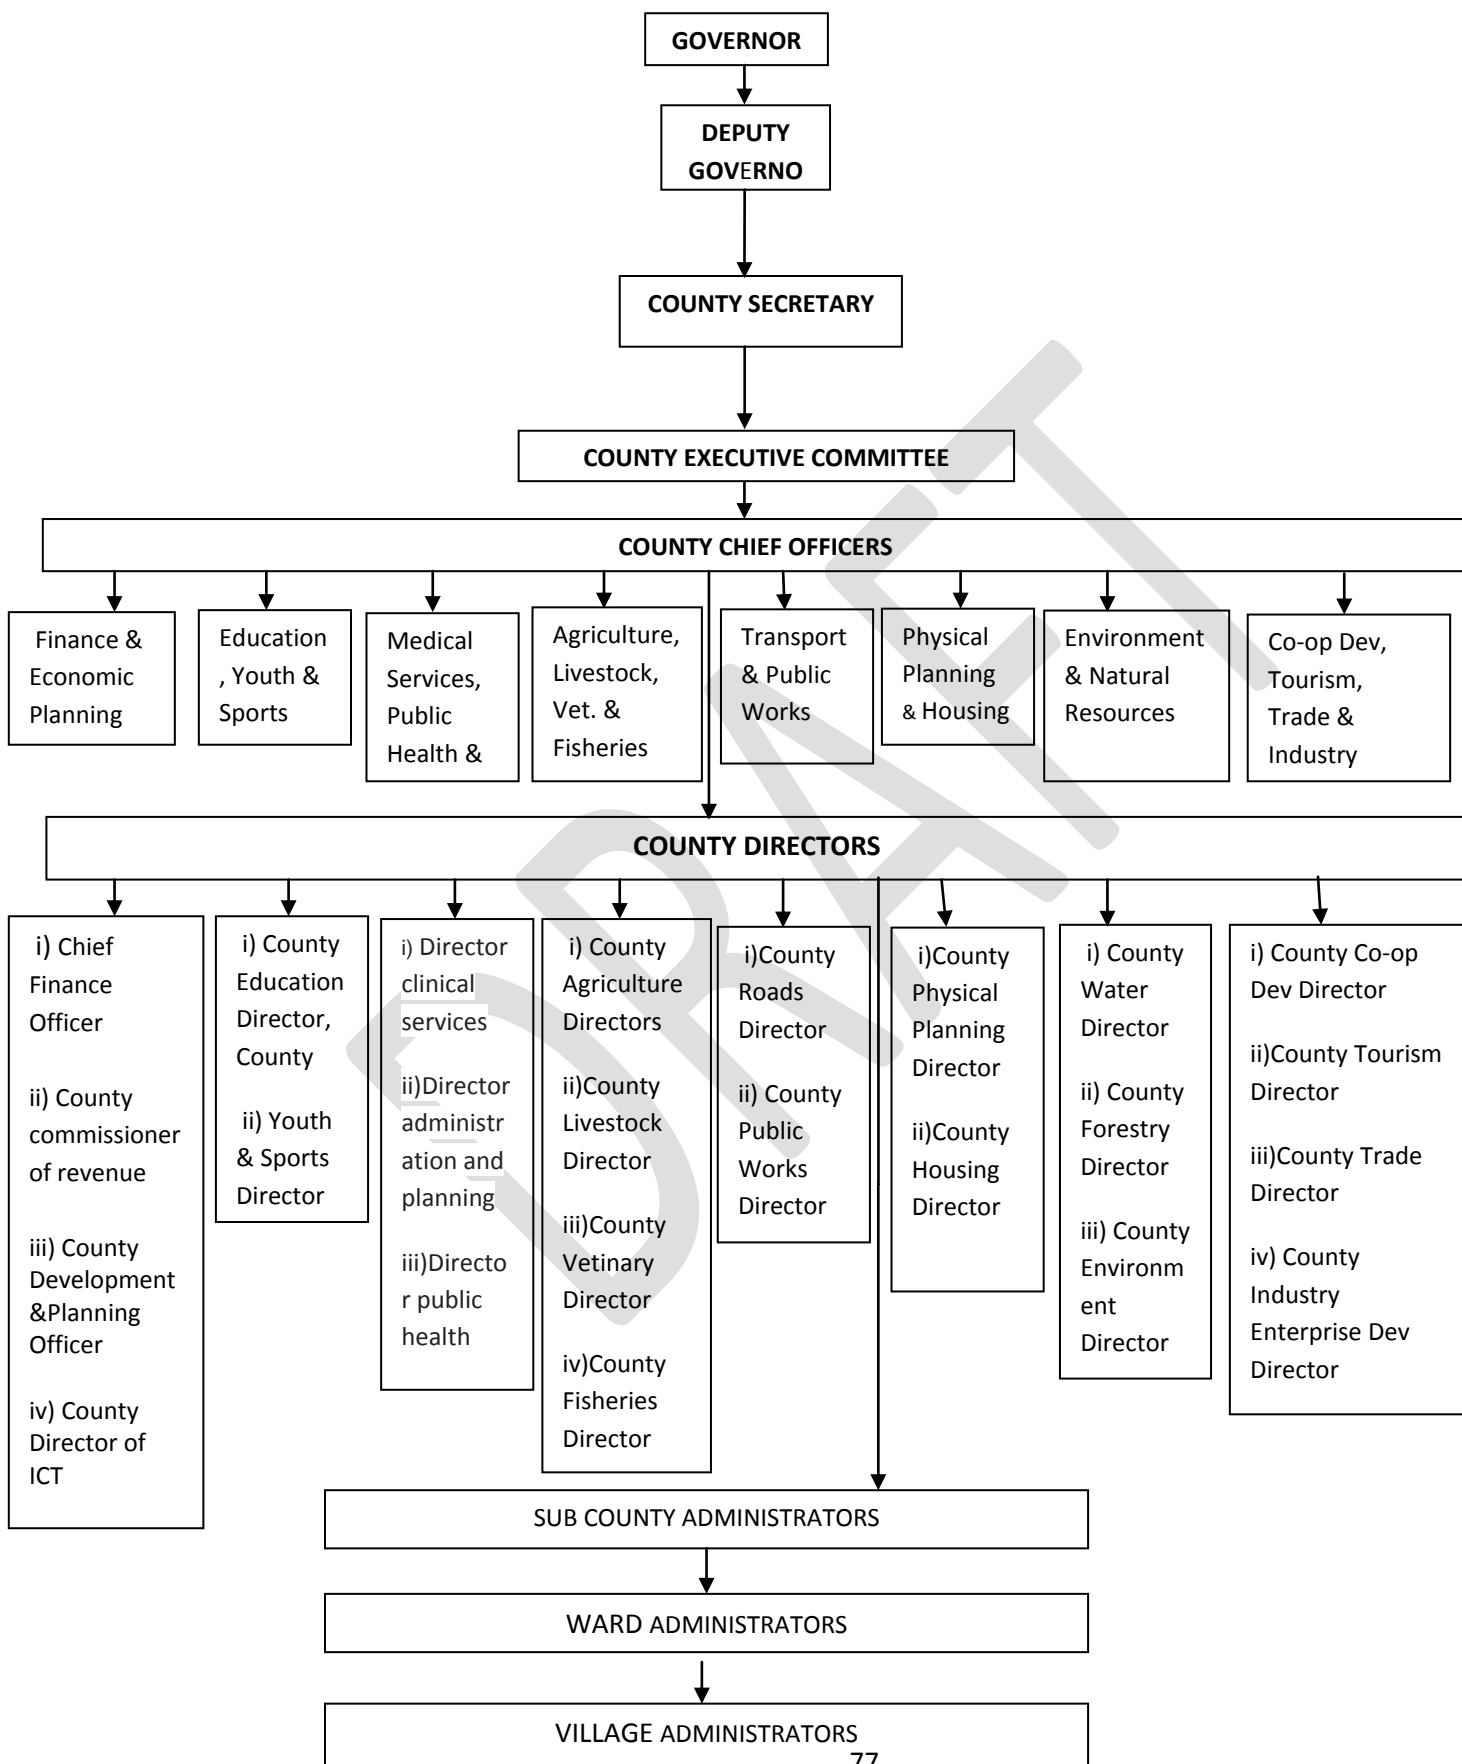 GOVERNOR
DEPUTY
GOVERNO
COUNTY SECRETARY
COUNTY EXECUTIVE COMMITTEE
COUNTY CHIEF OFFICERS
Finance &
Economic
Planning
Education
, Youth &
Sports
Medical
Services,
Public
Health &
Agriculture,
Livestock,
Vet. &
Fisheries
Transport
& Public
Works
Physical
Planning
& Housing
Environment
& Natural
Resources
Co-op Dev,
Tourism,
Trade &
Industry
COUNTY DIRECTORS
i) Chief
Finance
Officer
ii) County
commissioner
of revenue
iii) County
Development
&Planning
Officer
iv) County
Director of
ICT
i) County
Education
Director,
County
ii) Youth
& Sports
Director
i) Director
clinical
services
ii)Director
administr
ation and
planning
iii)Directo
r public
health
i) County
Agriculture
Directors
ii)County
Livestock
Director
iii)County
Vetinary
Director
iv)County
Fisheries
Director
i)County
Roads
Director
ii) County
Public
Works
Director
i)County
Physical
Planning
Director
ii)County
Housing
Director
i) County
Water
Director
ii) County
Forestry
Director
iii) County
Environm
ent
Director
i) County Co-op
Dev Director
ii)County Tourism
Director
iii)County Trade
Director
iv) County
Industry
Enterprise Dev
Director
SUB COUNTY ADMINISTRATORS
WARD ADMINISTRATORS
VILLAGE ADMINISTRATORS
77
DRAFT